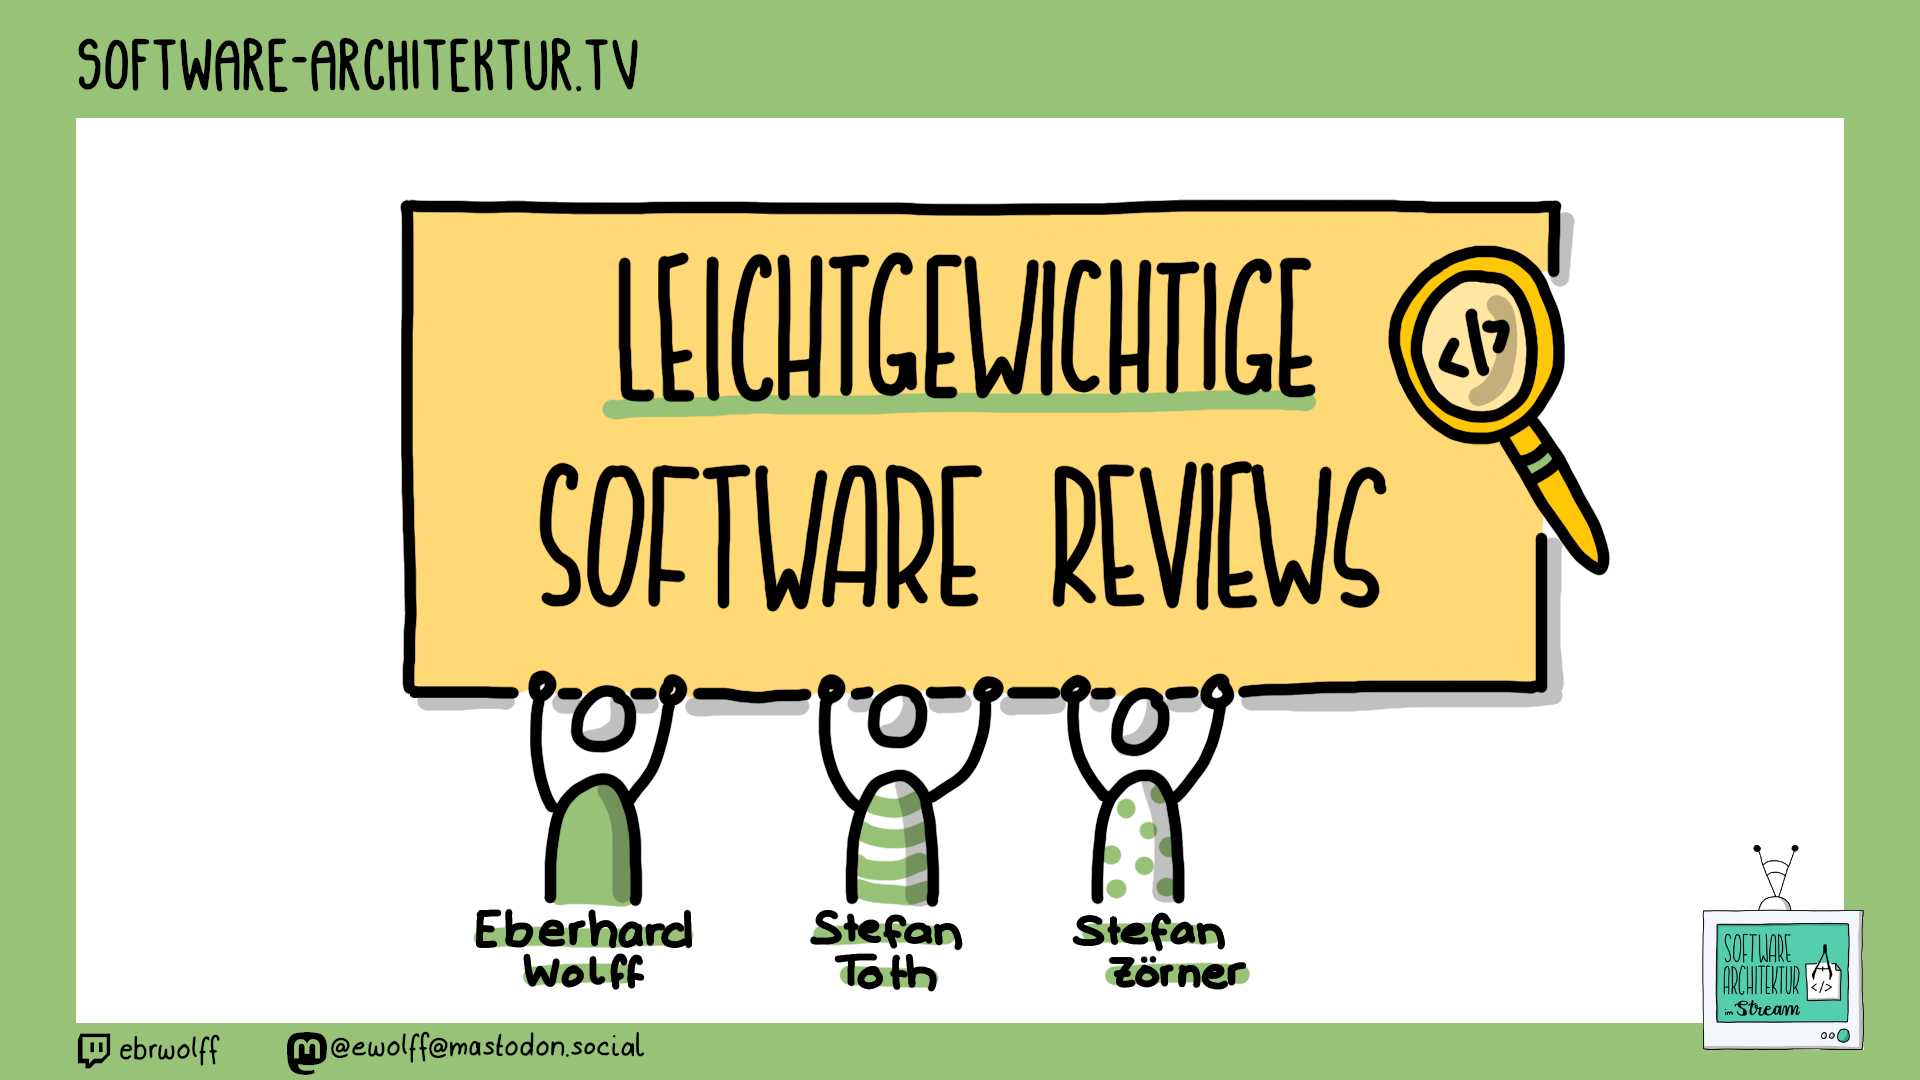 SOFTWARE-ARCHITEKTUR.TV
LEICHTGEWICHTIGE
SOFTWARE REVIEWS
</>
Eberhard
Wolff
Stefan
Toth
Stefan
Zörner
SOFTWARE
ARCHITEKTUR
</>
im Stream
ebrwolff
@ewolff@mastodon.social